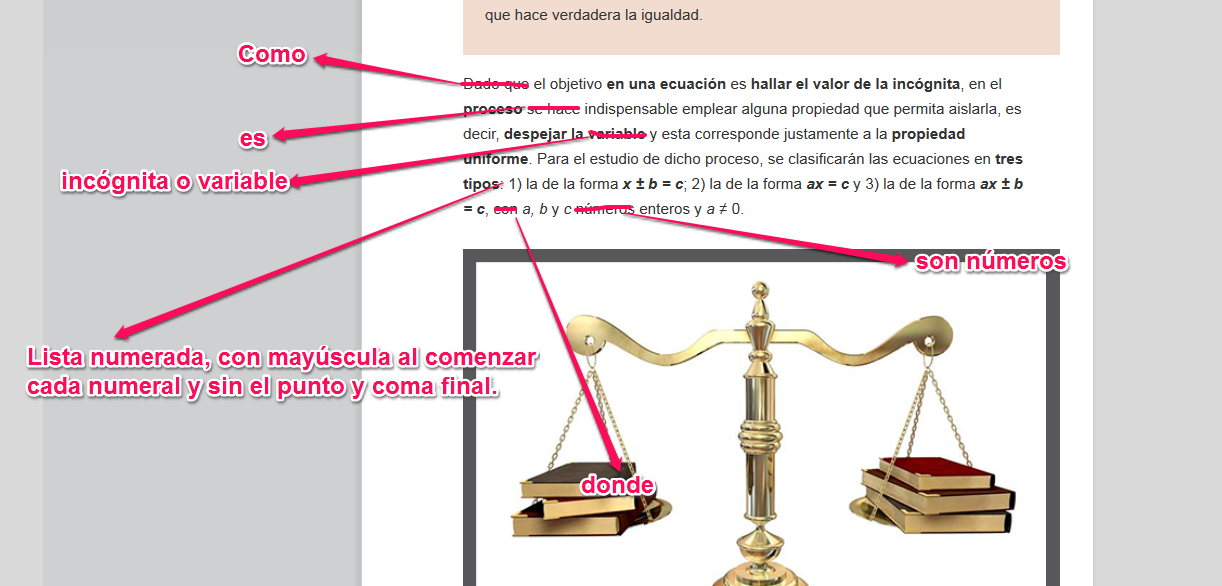 que hace verdadera la igualdad.
Como
Dado que el objetivo en una ecuación es hallar el valor de la incógnita, en el
proceso se hace indispensable emplear alguna propiedad que permita aislarla, es
es
decir, despejar la variable y esta corresponde justamente a la propiedad
uniforme. Para el estudio de dicho proceso, se clasificarán las ecuaciones en tres
incógnita o variable
tipos: 1) la de la forma x ± b = c; 2) la de la forma ax = c y 3) la de la forma ax ± b
= c, con a, b y c números enteros y a ≠ 0.
son números
Lista numerada, con mayúscula al comenzar
cada numeral y sin el punto y coma final.
donde